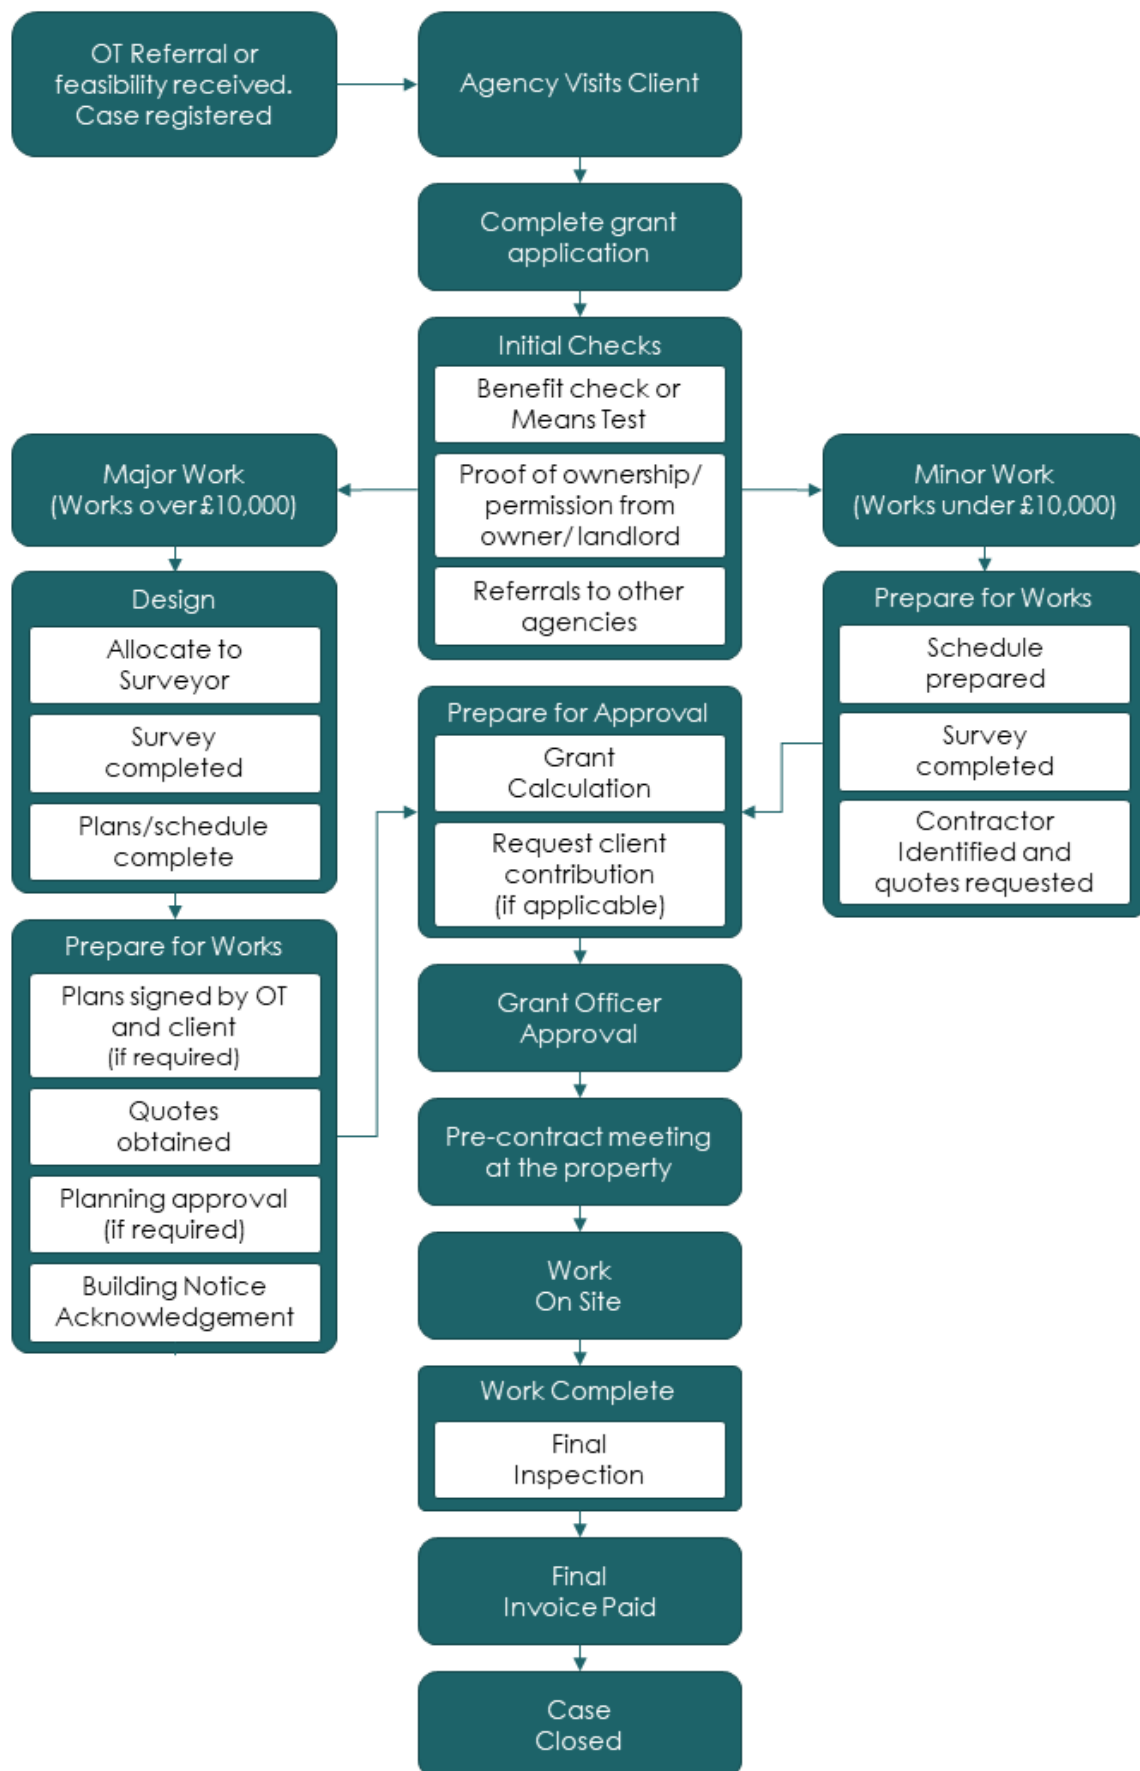 OT Referral or
feasibility received.
Case registered
Agency Visits Client
Complete grant
application
Initial Checks
Benefit check or
Means Test
Proof of ownership/
permission from
owner/landlord
Referrals to other
agencies
Major Work
(Works over £10,000)
Design
Allocate to
Surveyor
Survey
completed
Plans/schedule
complete
Prepare for Works
Plans signed by OT
and client
(if required)
Quotes
obtained
Planning approval
(if required)
Building Notice
Acknowledgement
Minor Work
(Works under £10,000)
Prepare for Works
Schedule
prepared
Survey
completed
Contractor
Identified and
quotes requested
Prepare for Approval
Grant
Calculation
Request client
contribution
(if applicable)
Grant Officer
Approval
Pre-contract meeting
at the property
Work
On Site
Work Complete
Final
Inspection
Final
Invoice Paid
Case
Closed